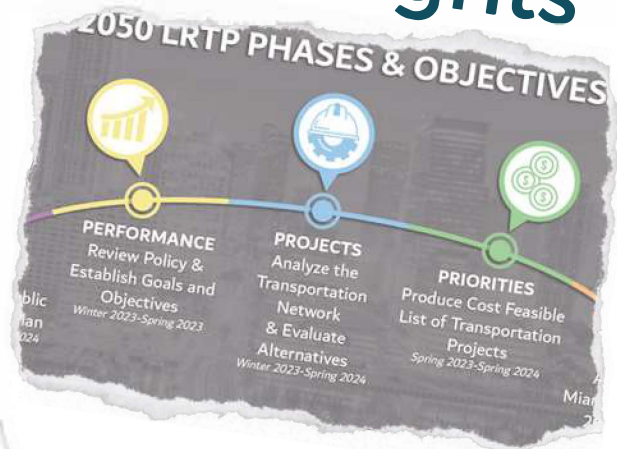 2050 LRTP PHASES & OBJECTIVES
PERFORMANCE
Review Policy &
Establish Goals and
Objectives
Winter 2023-Spring 2023
PROJECTS
Analyze the
Transportation
Network
& Evaluate
Alternatives
Winter 2023-Spring 2024
PRIORITIES
Produce Cost Feasible
List of Transportation
Projects
Spring 2023-Spring 2024